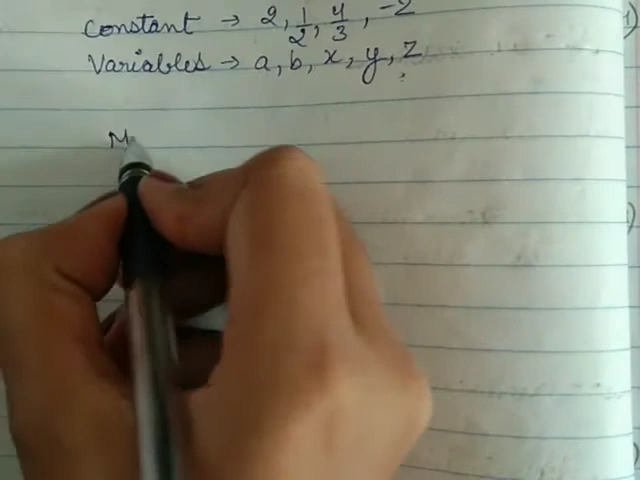 Constant → 2, 1/2, 4/3, -2
Variables → a, b, x, y, z
M